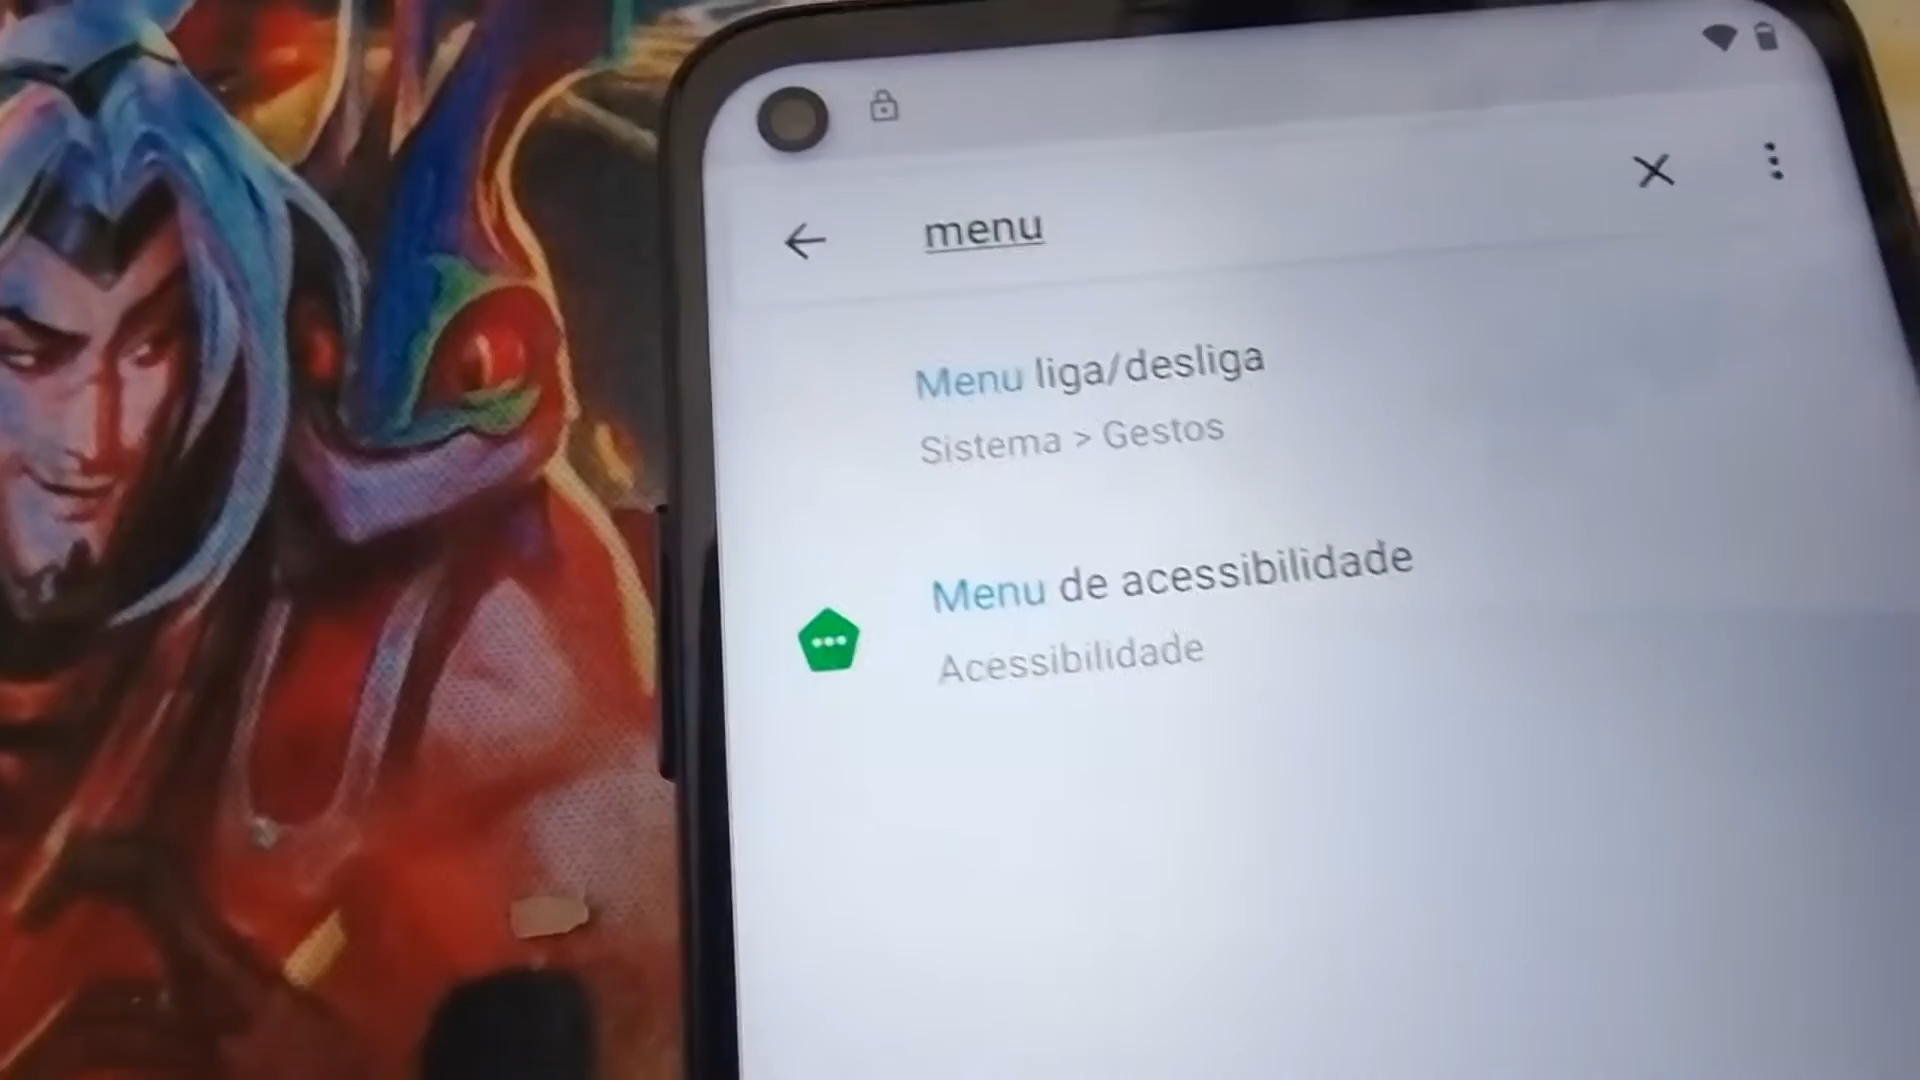 menu
Menu liga/desliga
Sistema > Gestos
Menu de acessibilidade
Acessibilidade